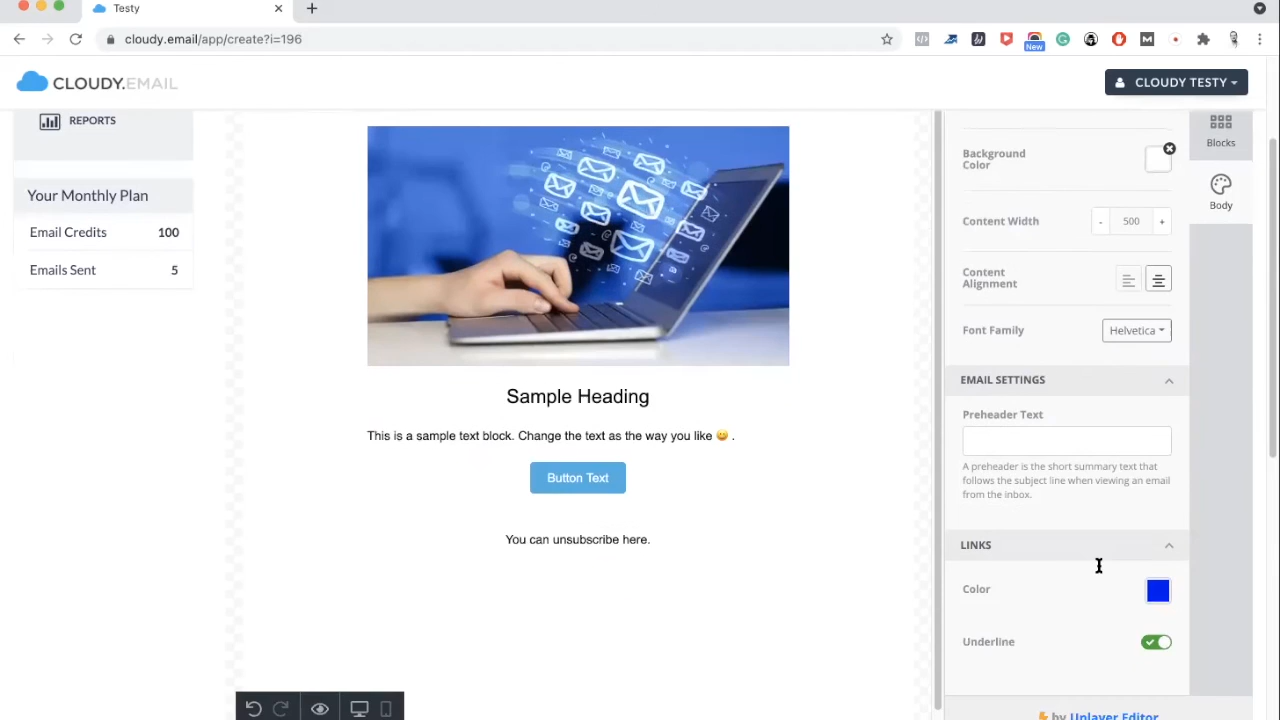 Testy
cloudy.email/app/create?i=196
New
CLOUDY.EMAIL
CLOUDY TESTY
REPORTS
Your Monthly Plan
Email Credits 100
Emails Sent 5
Sample Heading
This is a sample text block. Change the text as the way you like 😀 .
Button Text
You can unsubscribe here.
Background
Color
Content Width - 500 +
Content
Alignment
Font Family Helvetica
EMAIL SETTINGS
Preheader Text
A preheader is the short summary text that
follows the subject line when viewing an email
from the inbox.
LINKS
Color
Underline
by Unlayer Editor
Blocks
Body